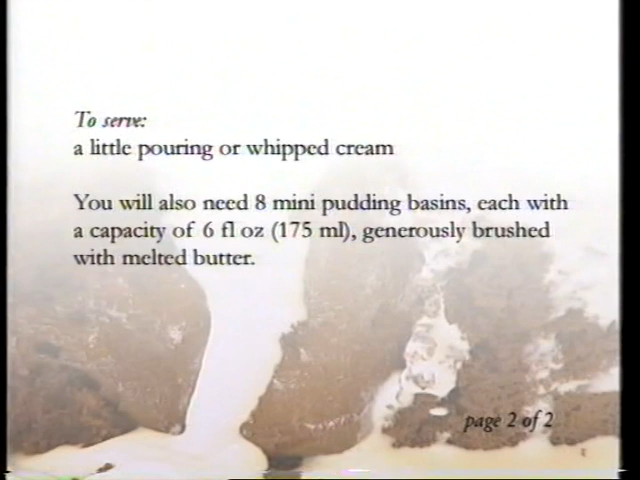 To serve:
a little pouring or whipped cream
You will also need 8 mini pudding basins, each with
a capacity of 6 fl oz (175 ml), generously brushed
with melted butter.
page 2 of 2